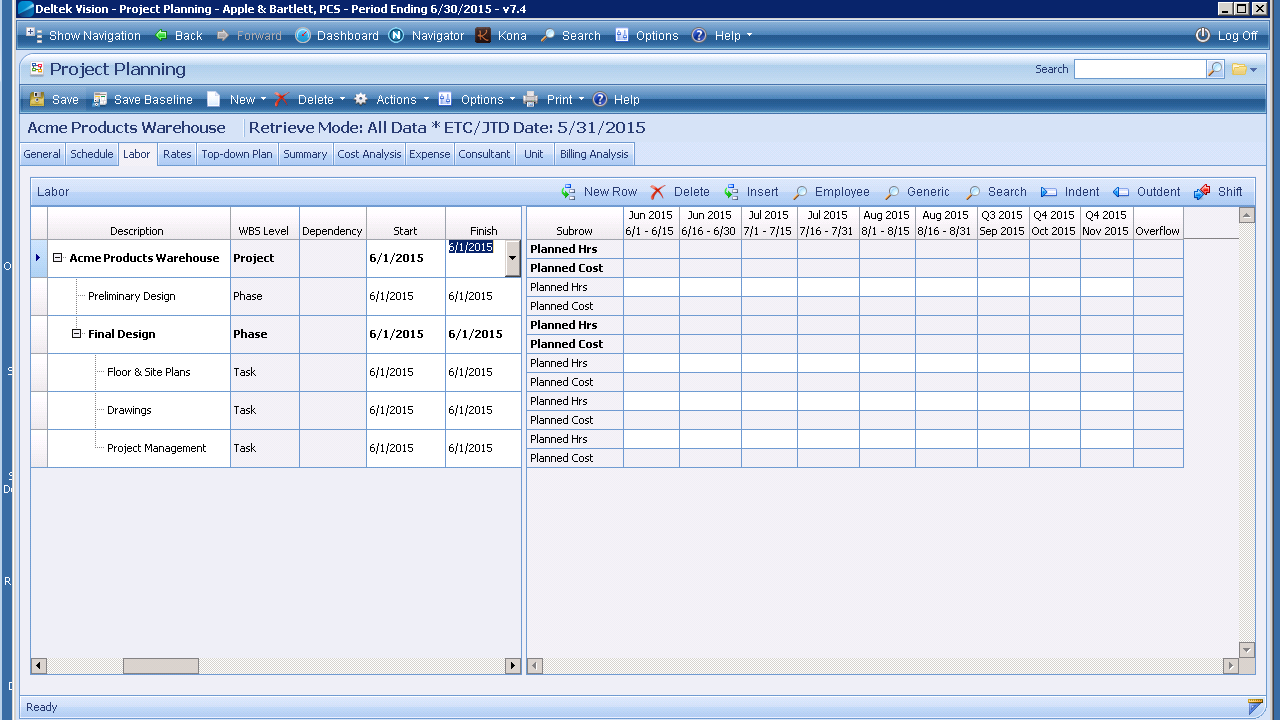 Deltek Vision - Project Planning - Apple & Bartlett, PCS - Period Ending 6/30/2015 - v7.4
Show Navigation Back Forward Dashboard Navigator Kona Search Options Help Log Off
Project Planning Search
Save Save Baseline New Delete Actions Options Print Help
Acme Products Warehouse Retrieve Mode: All Data * ETC/JTD Date: 5/31/2015
General Schedule Labor Rates Top-down Plan Summary Cost Analysis Expense Consultant Unit Billing Analysis
Labor New Row Delete Insert Employee Generic Search Indent Outdent Shift
Jun 2015 Jun 2015 Jul 2015 Jul 2015 Aug 2015 Aug 2015 Q3 2015 Q4 2015 Q4 2015
Description WBS Level Dependency Start Finish Subrow 6/1 - 6/15 6/16 - 6/30 7/1 - 7/15 7/15 - 7/31 8/1 - 8/15 8/16 - 8/31 Sep 2015 Oct 2015 Nov 2015 Overflow
Acme Products Warehouse Project 6/1/2015 6/1/2015 Planned Hrs
Planned Cost
Preliminary Design Phase 6/1/2015 6/1/2015 Planned Hrs
Planned Cost
Final Design Phase 6/1/2015 6/1/2015 Planned Hrs
Planned Cost
Floor & Site Plans Task 6/1/2015 6/1/2015 Planned Hrs
Planned Cost
Drawings Task 6/1/2015 6/1/2015 Planned Hrs
Planned Cost
Project Management Task 6/1/2015 6/1/2015 Planned Hrs
Planned Cost
Ready